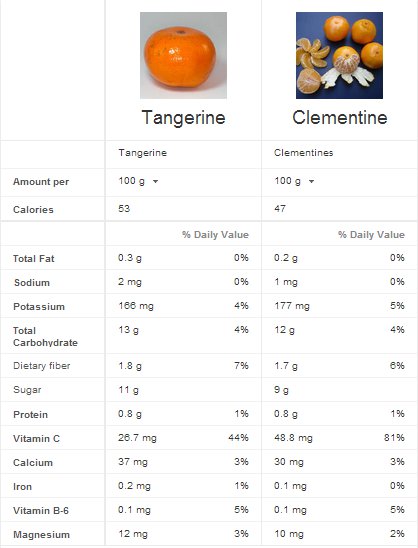 Tangerine Clementine
Tangerine Clementines
Amount per 100 g 100 g
Calories 53 47
% Daily Value % Daily Value
Total Fat 0.3 g 0% 0.2 g 0%
Sodium 2 mg 0% 1 mg 0%
Potassium 166 mg 4% 177 mg 5%
Total
Carbohydrate 13 g 4% 12 g 4%
Dietary fiber 1.8 g 7% 1.7 g 6%
Sugar 11 g 9 g
Protein 0.8 g 1% 0.8 g 1%
Vitamin C 26.7 mg 44% 48.8 mg 81%
Calcium 37 mg 3% 30 mg 3%
Iron 0.2 mg 1% 0.1 mg 0%
Vitamin B-6 0.1 mg 5% 0.1 mg 5%
Magnesium 12 mg 3% 10 mg 2%